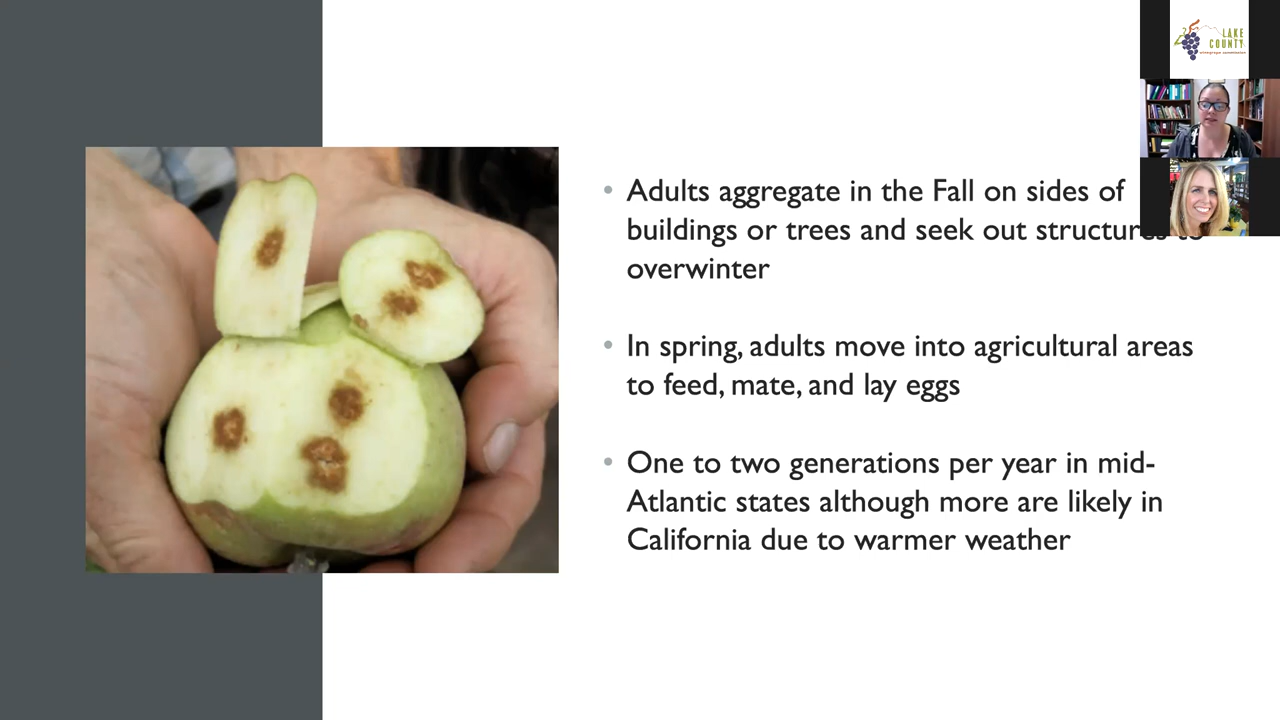 LAKE
COUNTY
winegrape commission
• Adults aggregate in the Fall on sides of
buildings or trees and seek out structures to
overwinter
• In spring, adults move into agricultural areas
to feed, mate, and lay eggs
• One to two generations per year in mid-
Atlantic states although more are likely in
California due to warmer weather